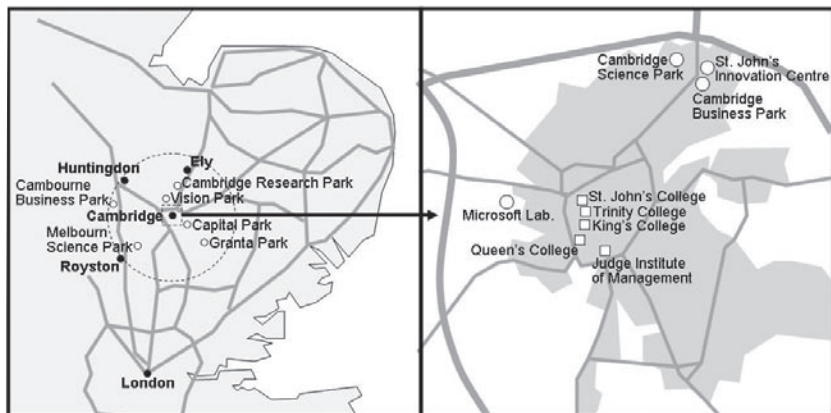 Huntingdon
Ely
Cambourne
Business Park
Cambridge Research Park
Vision Park
Cambridge
Capital Park
Melbourn
Science Park
Granta Park
Royston
London
Cambridge
Science Park
St. John's
Innovation Centre
Cambridge
Business Park
Microsoft Lab.
St. John's College
Trinity College
King's College
Queen's College
Judge Institute
of Management